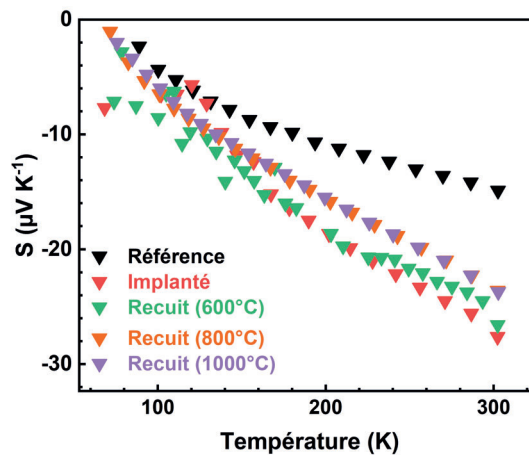 0
-10
-20
-30
S (µV K⁻¹)
Référence
Implanté
Recuit (600°C)
Recuit (800°C)
Recuit (1000°C)
100
200
300
Température (K)